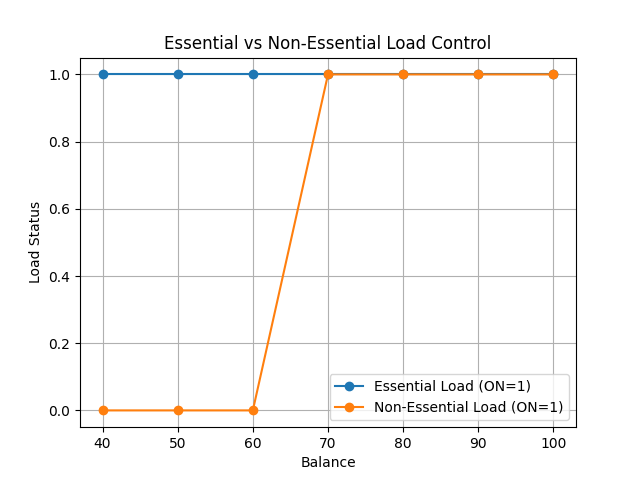 Essential vs Non-Essential Load Control
Load Status
1.0
0.8
0.6
0.4
0.2
0.0
Essential Load (ON=1)
Non-Essential Load (ON=1)
40 50 60 70 80 90 100
Balance